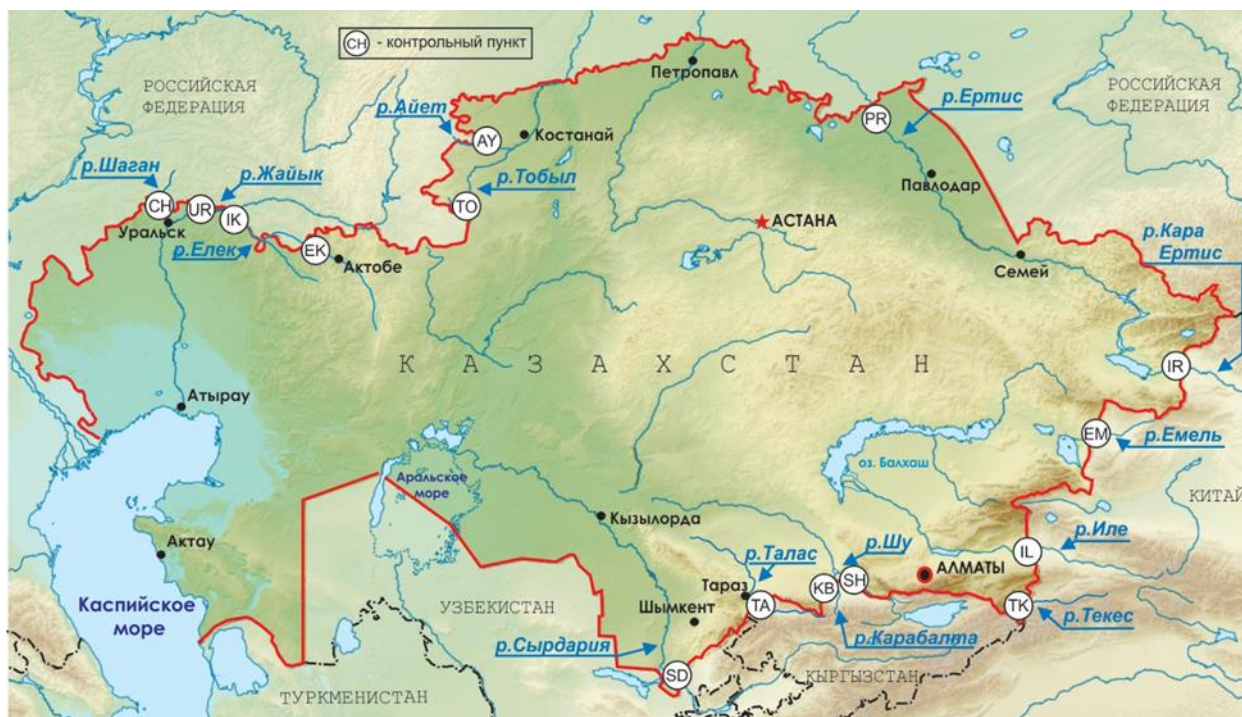 CH - контрольный пункт
РОССИЙСКАЯ
ФЕДЕРАЦИЯ
Петропавл
р.Ертис
РОССИЙСКАЯ
ФЕДЕРАЦИЯ
р.Айет
AY
Костанай
PR
р.Шаган
р.Жайык
р.Тобыл
Павлодар
CH
UR
IK
TO
Уральск
АСТАНА
р.Кара
Ертис
р.Елек
EK
Актобе
Семей
КАЗАХСТАН
IR
Атырау
EM
р.Емель
оз. Балхаш
Аральское
море
КИТАЙ
Кызылорда
Актау
р.Талас
р.Шу
IL
р.Иле
АЛМАТЫ
Тараз
KB
SH
Каспийское
море
УЗБЕКИСТАН
Шымкент
TA
TK
р.Текес
р.Сырдария
р.Карабалта
SD
КЫРГЫЗСТАН
ТУРКМЕНИСТАН